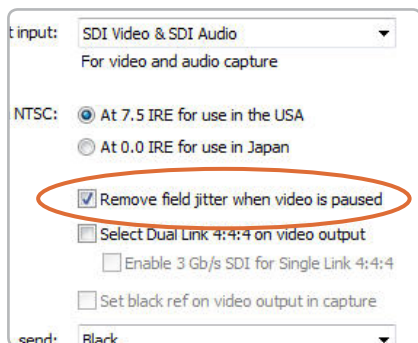 t input: SDI Video & SDI Audio
For video and audio capture
NTSC: At 7.5 IRE for use in the USA
At 0.0 IRE for use in Japan
Remove field jitter when video is paused
Select Dual Link 4:4:4 on video output
Enable 3 Gb/s SDI for Single Link 4:4:4
Set black ref on video output in capture
send: Black